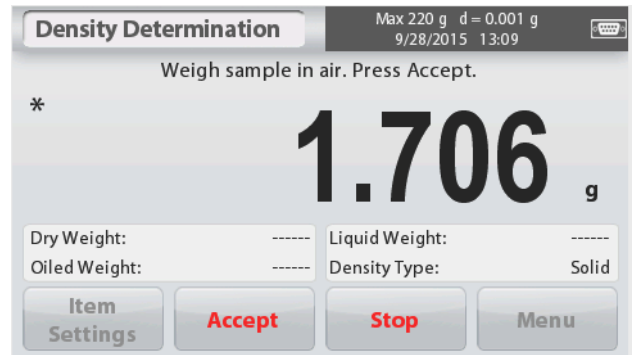 Density Determination
Max 220 g d=0.001 g
9/28/2015 13:09
Weigh sample in air. Press Accept.
*
1.706 g
Dry Weight: ------ Liquid Weight: ------
Oiled Weight: ------ Density Type: Solid
Item Settings
Accept
Stop
Menu